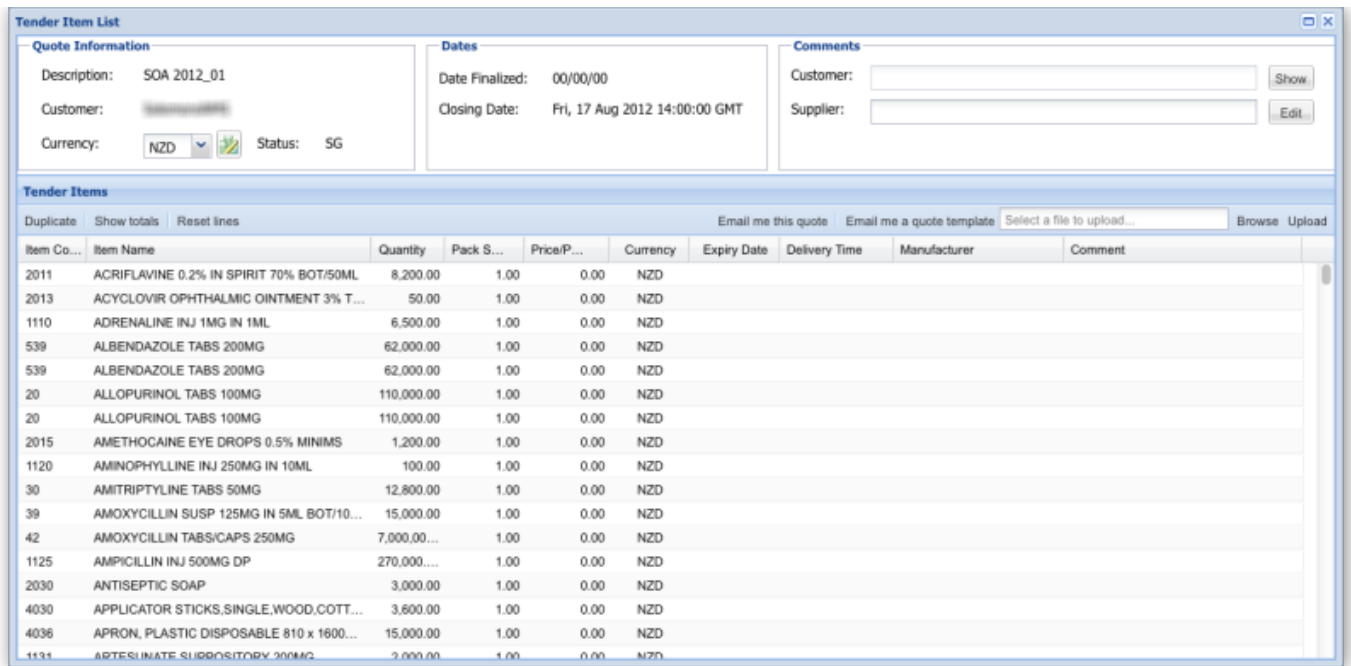 Tender Item List
Quote Information
Description: SOA 2012_01
Customer:
Currency: NZD Status: SG
Dates
Date Finalized: 00/00/00
Closing Date: Fri, 17 Aug 2012 14:00:00 GMT
Comments
Customer: Show
Supplier: Edit
Tender Items
Duplicate Show totals Reset lines Email me this quote Email me a quote template Select a file to upload... Browse Upload
Item Co... Item Name Quantity Pack S... Price/P... Currency Expiry Date Delivery Time Manufacturer Comment
2011 ACRIFLAVINE 0.2% IN SPIRIT 70% BOT/50ML 8,200.00 1.00 0.00 NZD
2013 ACYCLOVIR OPHTHALMIC OINTMENT 3% T... 50.00 1.00 0.00 NZD
1110 ADRENALINE INJ 1MG IN 1ML 6,500.00 1.00 0.00 NZD
539 ALBENDAZOLE TABS 200MG 62,000.00 1.00 0.00 NZD
539 ALBENDAZOLE TABS 200MG 62,000.00 1.00 0.00 NZD
20 ALLOPURINOL TABS 100MG 110,000.00 1.00 0.00 NZD
20 ALLOPURINOL TABS 100MG 110,000.00 1.00 0.00 NZD
2015 AMETHOCAINE EYE DROPS 0.5% MINIMS 1,200.00 1.00 0.00 NZD
1120 AMINOPHYLLINE INJ 250MG IN 10ML 100.00 1.00 0.00 NZD
30 AMITRIPTYLINE TABS 50MG 12,800.00 1.00 0.00 NZD
39 AMOXYCILLIN SUSP 125MG IN 5ML BOT/10... 15,000.00 1.00 0.00 NZD
42 AMOXYCILLIN TABS/CAPS 250MG 7,000,00... 1.00 0.00 NZD
1125 AMPICILLIN INJ 500MG DP 270,000.... 1.00 0.00 NZD
2030 ANTISEPTIC SOAP 3,000.00 1.00 0.00 NZD
4030 APPLICATOR STICKS,SINGLE,WOOD,COTT... 3,600.00 1.00 0.00 NZD
4036 APRON, PLASTIC DISPOSABLE 810 x 1600... 15,000.00 1.00 0.00 NZD
1131 ARTESUNATE SUPPOSITORY 200MG 2,000.00 1.00 0.00 NZD